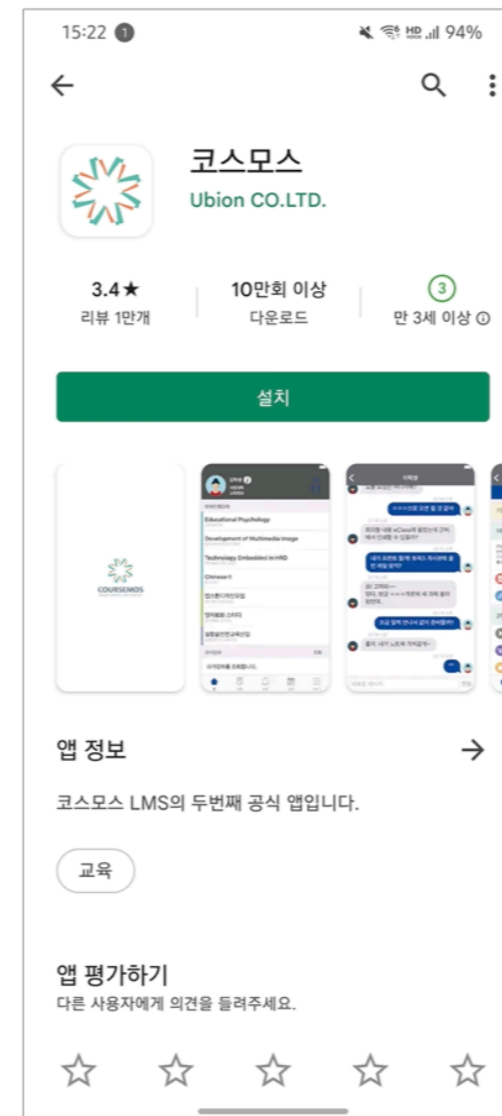 15:22 1 HD 94%
코스모스
Ubion CO.LTD.
3.4★ 10만회 이상 3
리뷰 1만개 다운로드 만 3세 이상
설치
COURSEMOS
Educational Psychology
Development of Multimedia Image
Technology Embedded in HRD
Chinese II
앱 정보
코스모스 LMS의 두번째 공식 앱입니다.
교육
앱 평가하기
다른 사용자에게 의견을 들려주세요.